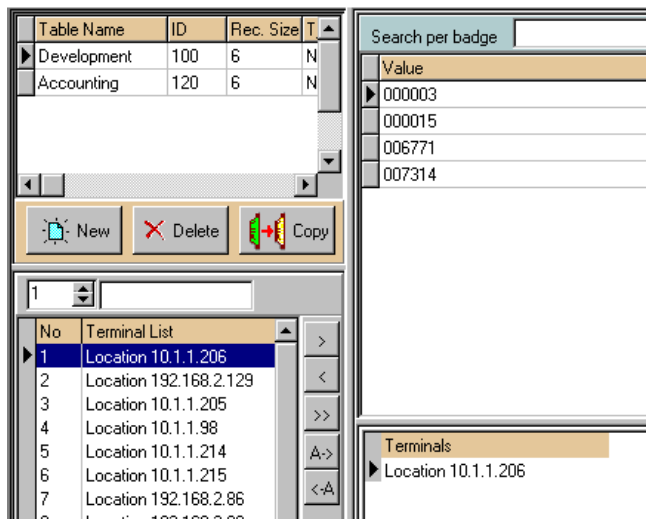 Table Name ID Rec. Size T
Development 100 6 N
Accounting 120 6 N
New Delete Copy
1
No Terminal List
1 Location 10.1.1.206
2 Location 192.168.2.129
3 Location 10.1.1.205
4 Location 10.1.1.98
5 Location 10.1.1.214
6 Location 10.1.1.215
7 Location 192.168.2.86
>
<
>>
A->
<-A
Search per badge
Value
000003
000015
006771
007314
Terminals
Location 10.1.1.206